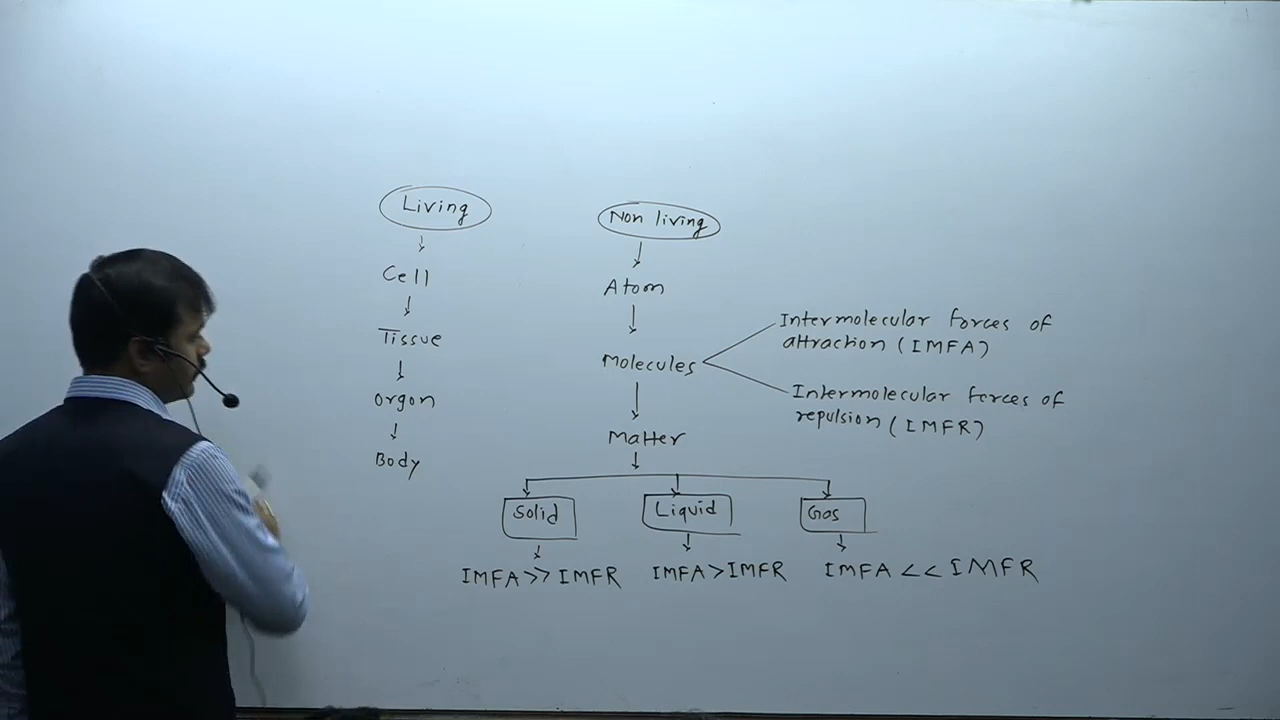 Living
Non living
Cell
Atom
Tissue
Molecules
Intermolecular forces of
attraction (IMFA)
Intermolecular forces of
repulsion (IMFR)
Organ
Matter
Body
Solid
Liquid
Gas
IMFA >> IMFR
IMFA > IMFR
IMFA << IMFR